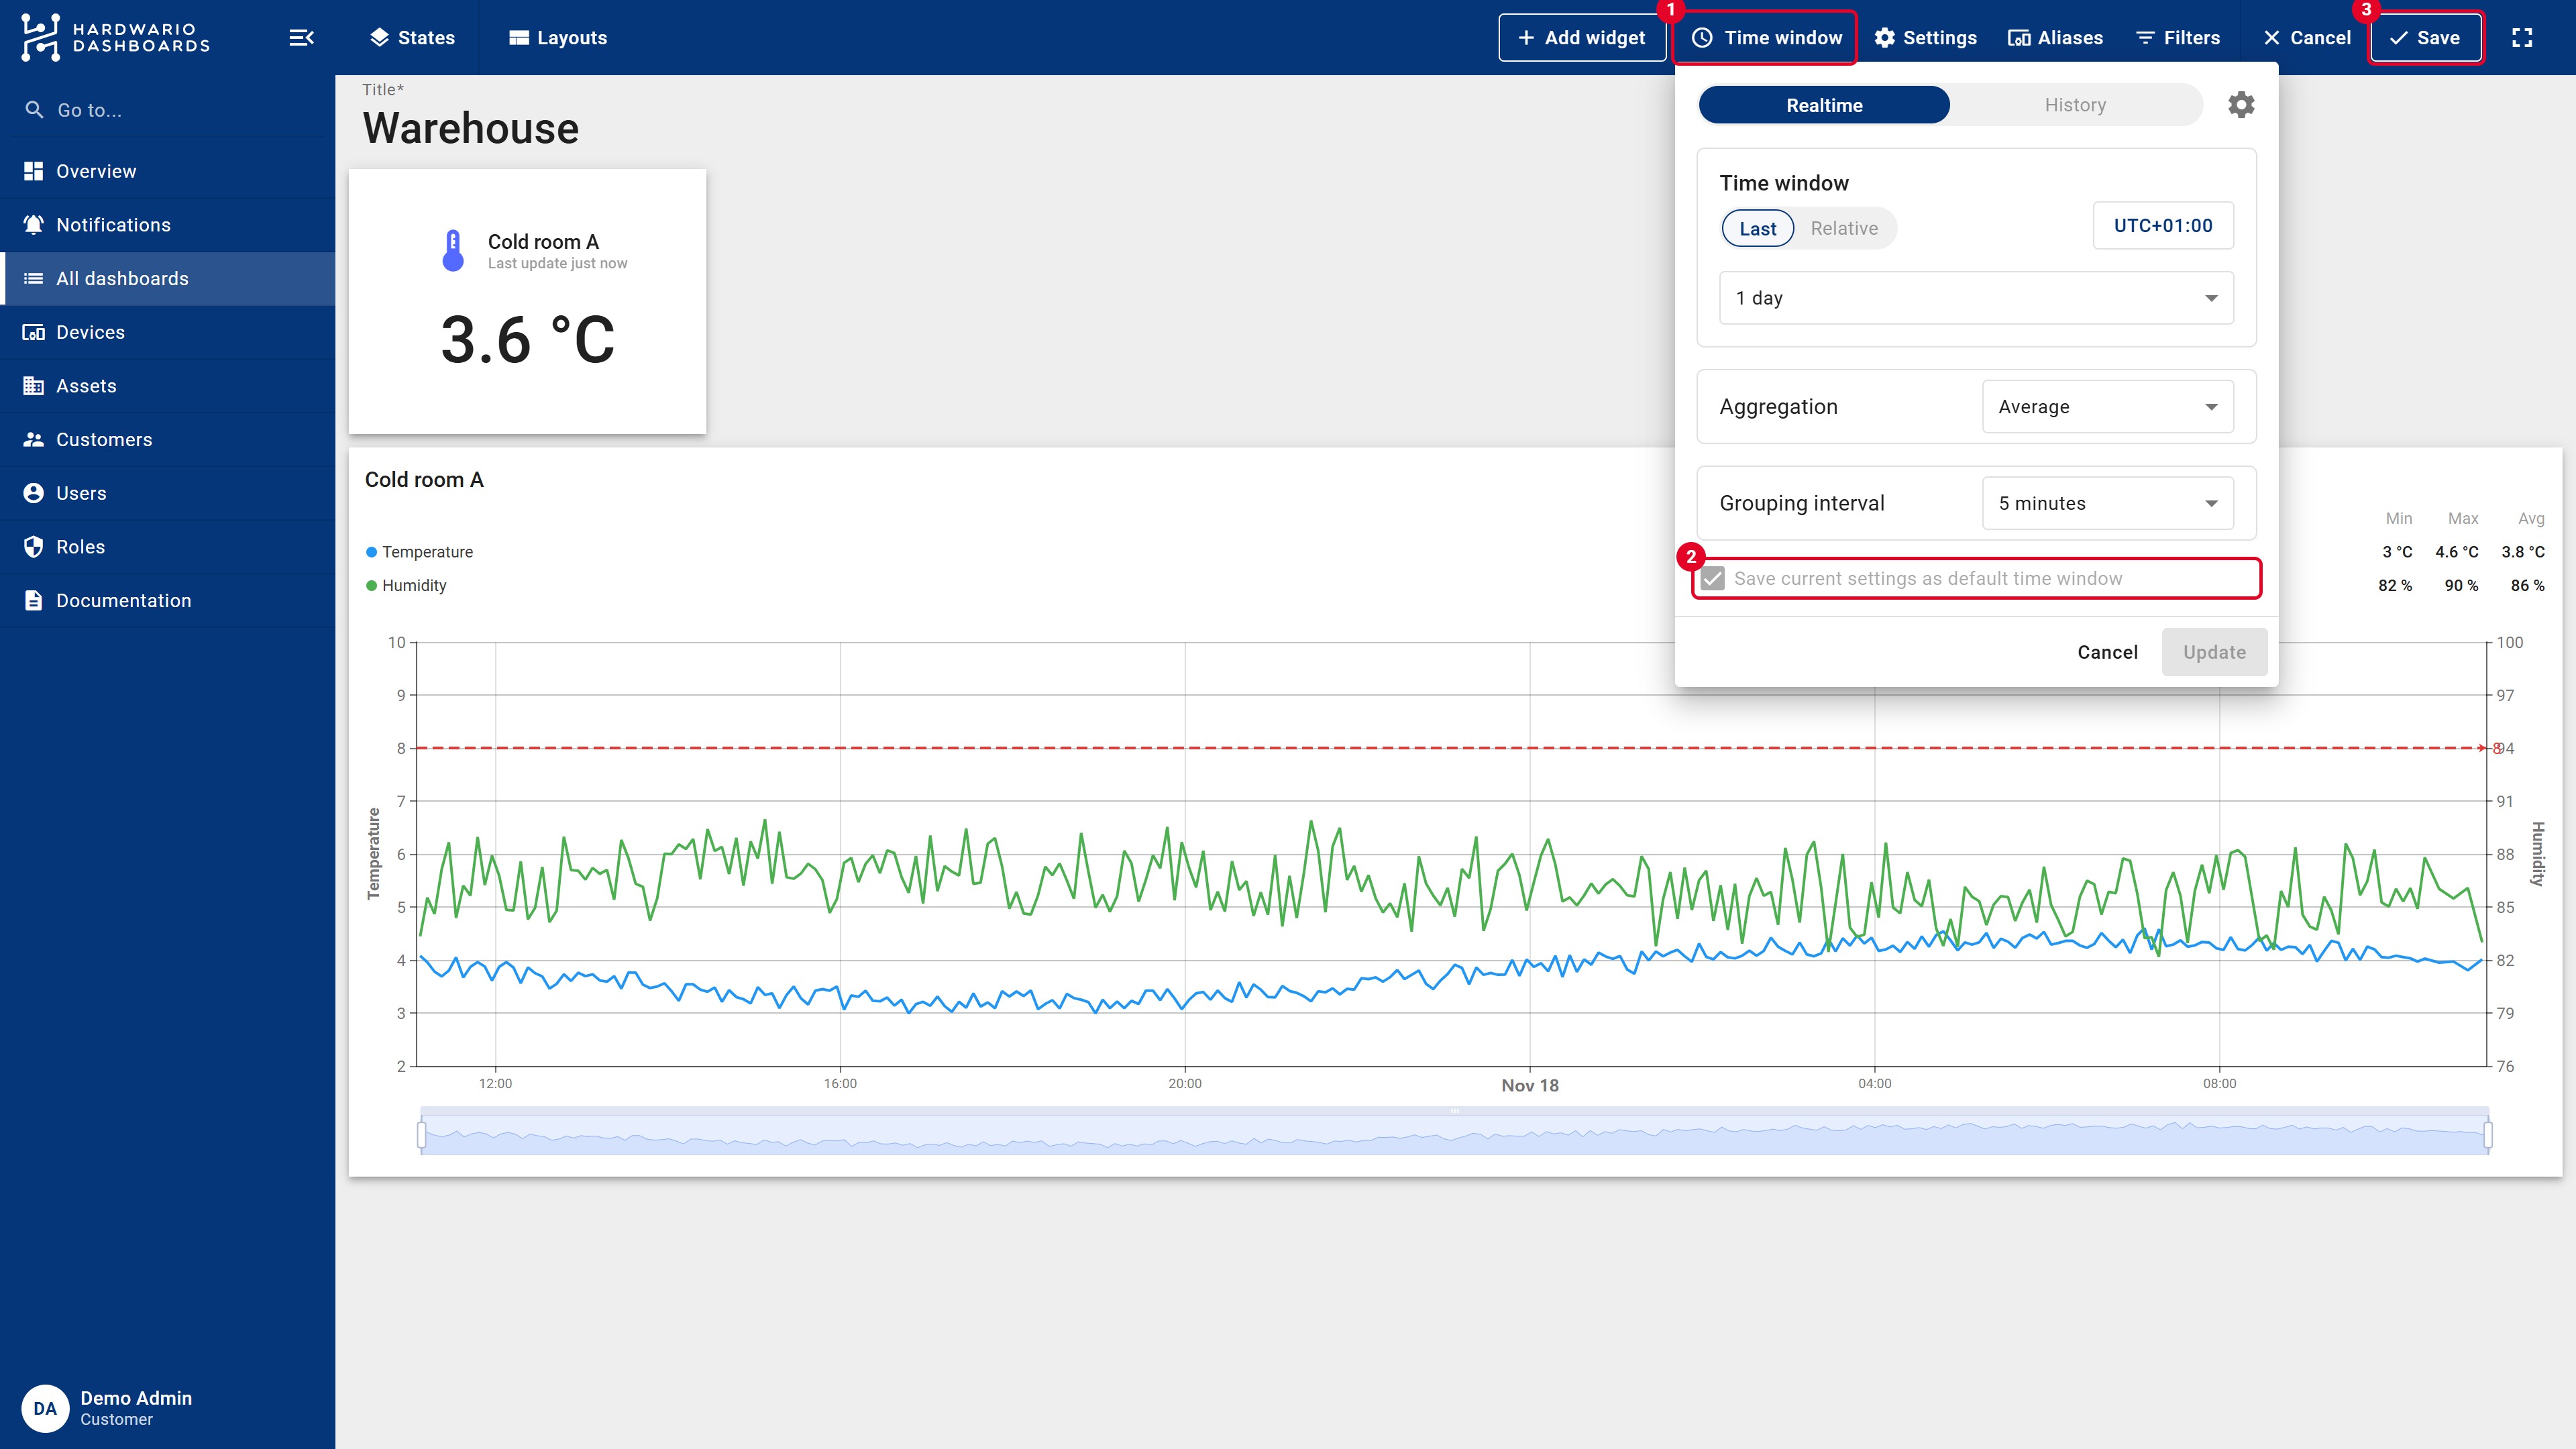 HARDWARIO
DASHBOARDS
States
Layouts
Add widget
1
Time window
Settings
Aliases
Filters
Cancel
3
Save
Go to...
Overview
Notifications
All dashboards
Devices
Assets
Customers
Users
Roles
Documentation
DA
Demo Admin
Customer
Title*
Warehouse
Cold room A
Last update just now
3.6 °C
Realtime
History
Time window
Last
Relative
UTC+01:00
1 day
Aggregation
Average
Grouping interval
5 minutes
2
Save current settings as default time window
Cancel
Update
Cold room A
Min Max Avg
Temperature 3 °C 4.6 °C 3.8 °C
Humidity 82 % 90 % 86 %
10
9
8
7
6
5
4
3
2
Temperature
100
97
8
94
91
88
85
82
79
76
Humidity
12:00
16:00
20:00
Nov 18
04:00
08:00